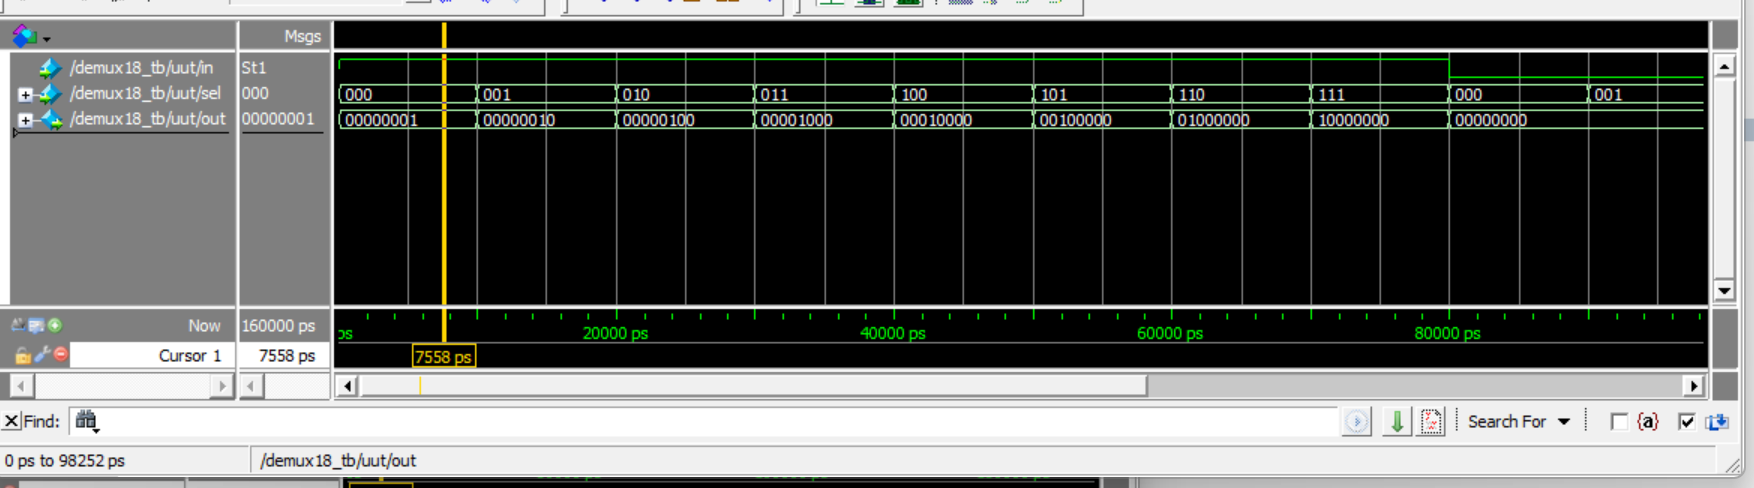 Msgs
/demux18_tb/uut/in St1
/demux18_tb/uut/sel 000 000 001 010 011 100 101 110 111 000 001
/demux18_tb/uut/out 00000001 00000001 00000010 00000100 00001000 00010000 00100000 01000000 10000000 00000000
Now 160000 ps ps 20000 ps 40000 ps 60000 ps 80000 ps
Cursor 1 7558 ps 7558 ps
Find: Search For {a}
0 ps to 98252 ps /demux18_tb/uut/out